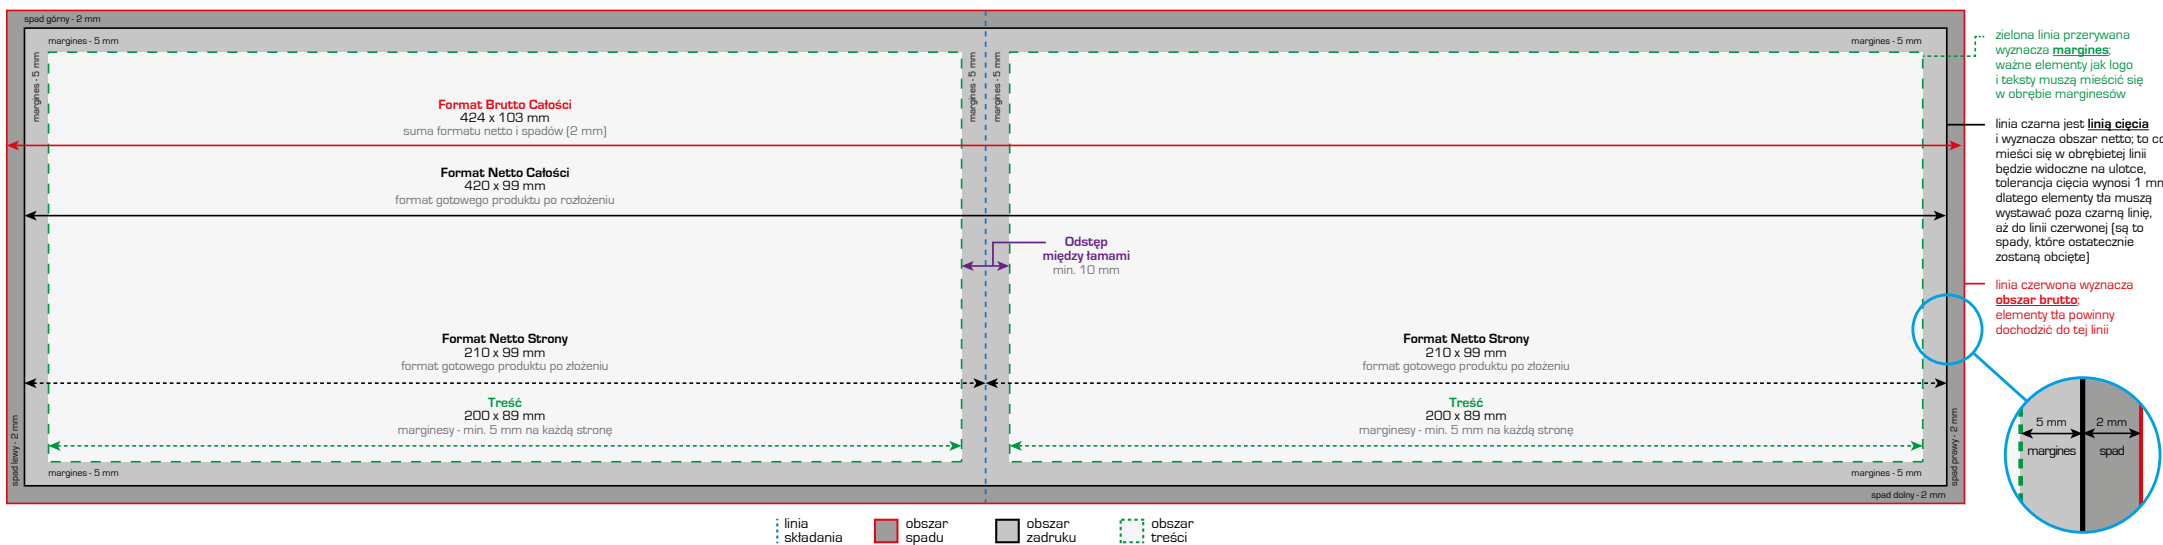 spad górny - 2 mm
margines - 5 mm
margines - 5 mm
margines - 5 mm
margines - 5 mm
margines - 5 mm
Format Brutto Całości
424 x 103 mm
suma formatu netto i spadów (2 mm)
Format Netto Całości
420 x 99 mm
format gotowego produktu po rozłożeniu
Odstęp
między łamami
min. 10 mm
Format Netto Strony
210 x 99 mm
format gotowego produktu po złożeniu
Treść
200 x 89 mm
marginesy - min. 5 mm na każdą stronę
Format Netto Strony
210 x 99 mm
format gotowego produktu po złożeniu
Treść
200 x 89 mm
marginesy - min. 5 mm na każdą stronę
spad lewy - 2 mm
spad prawy - 2 mm
margines - 5 mm
margines - 5 mm
spad dolny - 2 mm
zielona linia przerywana
wyznacza margines;
ważne elementy jak logo
i teksty muszą mieścić się
w obrębie marginesów
linia czarna jest linią cięcia
i wyznacza obszar netto; to co
mieści się w obrębietej linii
będzie widoczne na ulotce,
tolerancja cięcia wynosi 1 mm
dlatego elementy tła muszą
wystawać poza czarną linię,
aż do linii czerwonej (są to
spady, które ostatecznie
zostaną obcięte)
linia czerwona wyznacza
obszar brutto;
elementy tła powinny
dochodzić do tej linii
5 mm
margines
2 mm
spad
linia
składania
obszar
spadu
obszar
zadruku
obszar
treści